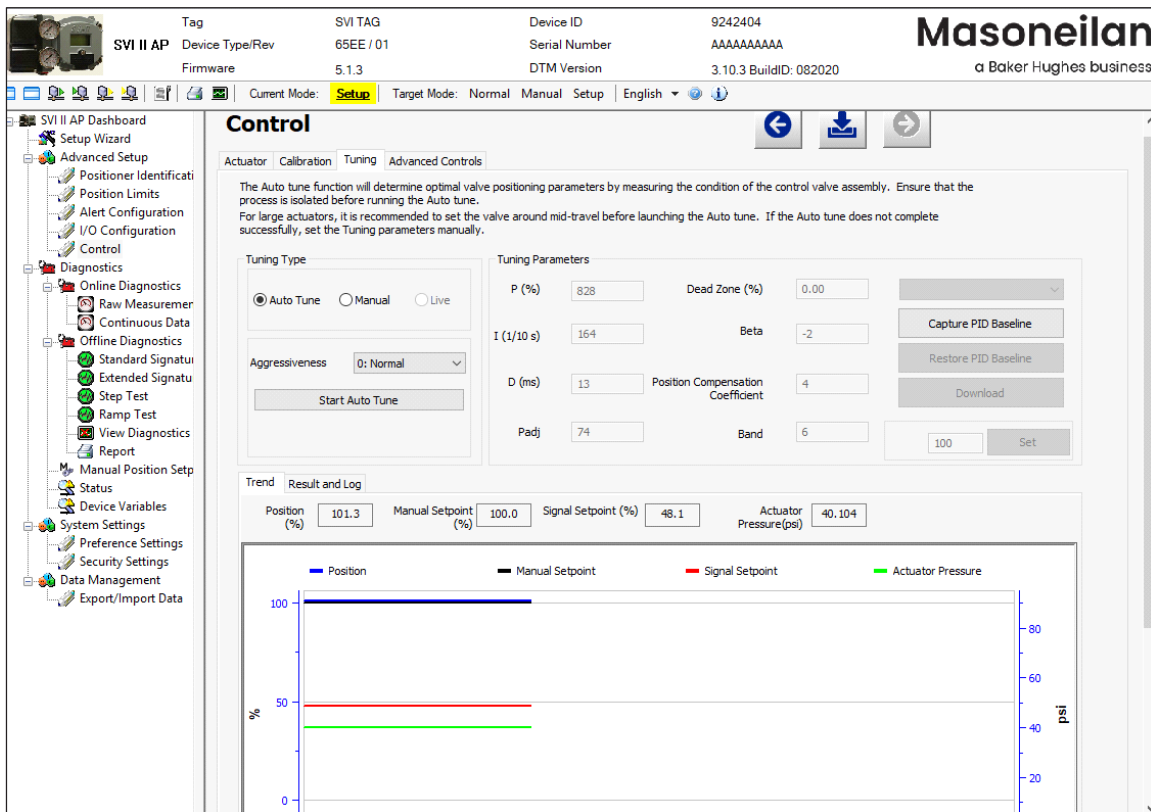 Tag SVI TAG Device ID 9242404
Masoneilan
SVI II AP Device Type/Rev 65EE / 01 Serial Number AAAAAAAAAA
Firmware 5.1.3 DTM Version 3.10.3 BuildID: 082020
a Baker Hughes business
Current Mode: Setup Target Mode: Normal Manual Setup English
SVI II AP Dashboard
Setup Wizard
Advanced Setup
Positioner Identificati
Position Limits
Alert Configuration
I/O Configuration
Control
Diagnostics
Online Diagnostics
Raw Measuremen
Continuous Data
Offline Diagnostics
Standard Signatu
Extended Signatu
Step Test
Ramp Test
View Diagnostics
Report
Manual Position Setp
Status
Device Variables
System Settings
Preference Settings
Security Settings
Data Management
Export/Import Data
Control
Actuator Calibration Tuning Advanced Controls
The Auto tune function will determine optimal valve positioning parameters by measuring the condition of the control valve assembly. Ensure that the
process is isolated before running the Auto tune.
For large actuators, it is recommended to set the valve around mid-travel before launching the Auto tune. If the Auto tune does not complete
successfully, set the Tuning parameters manually.
Tuning Type
Auto Tune Manual Live
Aggressiveness 0: Normal
Start Auto Tune
Tuning Parameters
P (%) 828 Dead Zone (%) 0.00
I (1/10 s) 164 Beta -2
D (ms) 13 Position Compensation
Coefficient 4
Padj 74 Band 6
Capture PID Baseline
Restore PID Baseline
Download
100 Set
Trend Result and Log
Position
(%) 101.3 Manual Setpoint
(%) 100.0 Signal Setpoint (%) 48.1 Actuator
Pressure(psi) 40.104
Position Manual Setpoint Signal Setpoint Actuator Pressure
100
80
60
50
%
psi
40
20
0